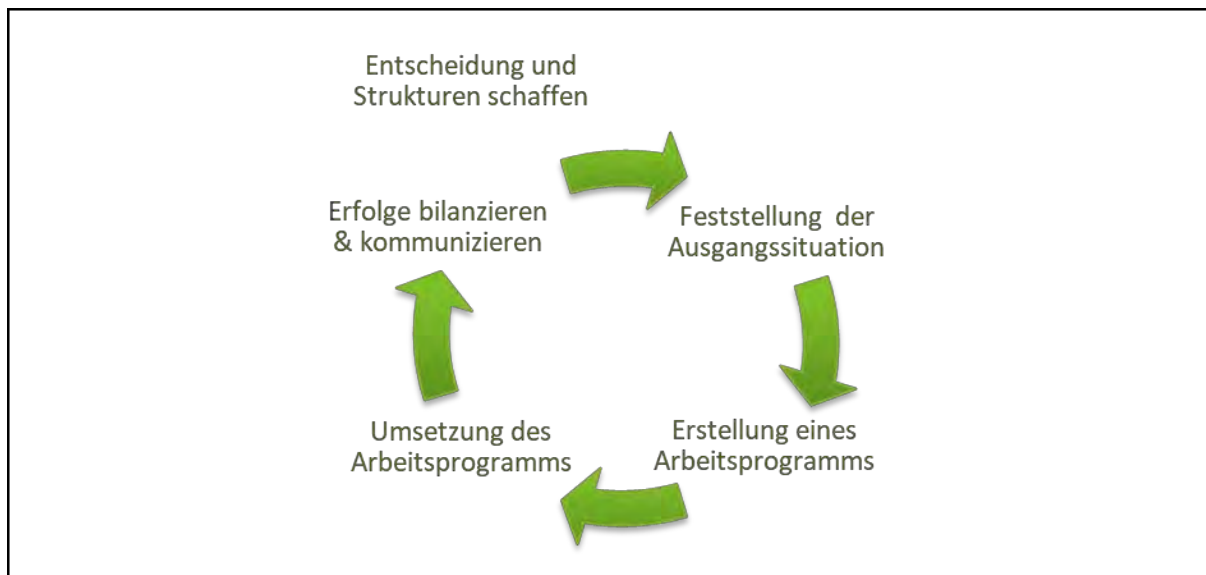 Entscheidung und
Strukturen schaffen
Feststellung der
Ausgangssituation
Erstellung eines
Arbeitsprogramms
Umsetzung des
Arbeitsprogramms
Erfolge bilanzieren
& kommunizieren